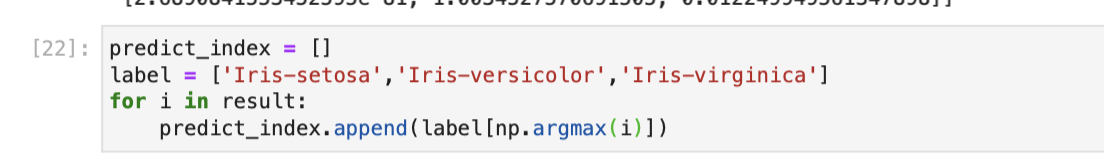 [22]: predict_index = []
label = ['Iris-setosa','Iris-versicolor','Iris-virginica']
for i in result:
    predict_index.append(label[np.argmax(i)])